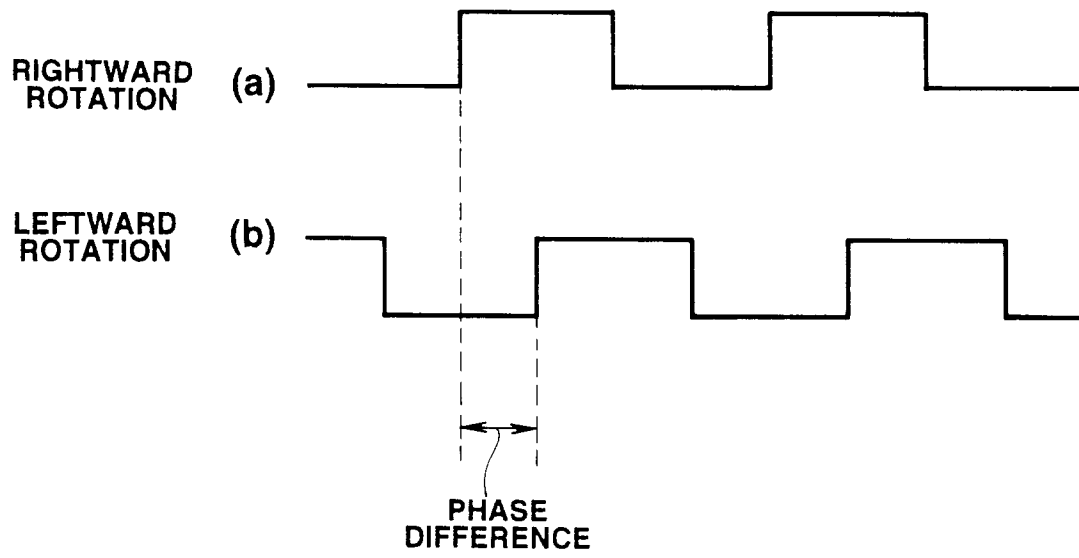 RIGHTWARD
ROTATION
(a)
LEFTWARD
ROTATION
(b)
PHASE
DIFFERENCE